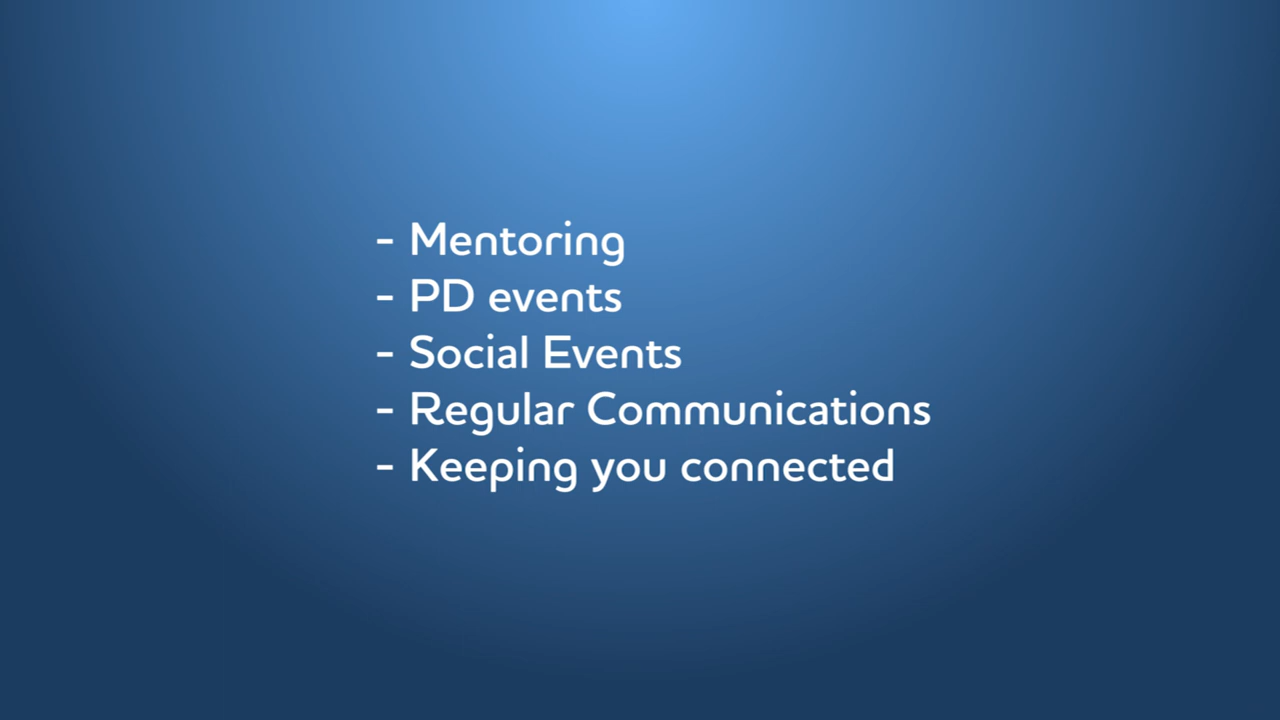 - Mentoring
- PD events
- Social Events
- Regular Communications
- Keeping you connected